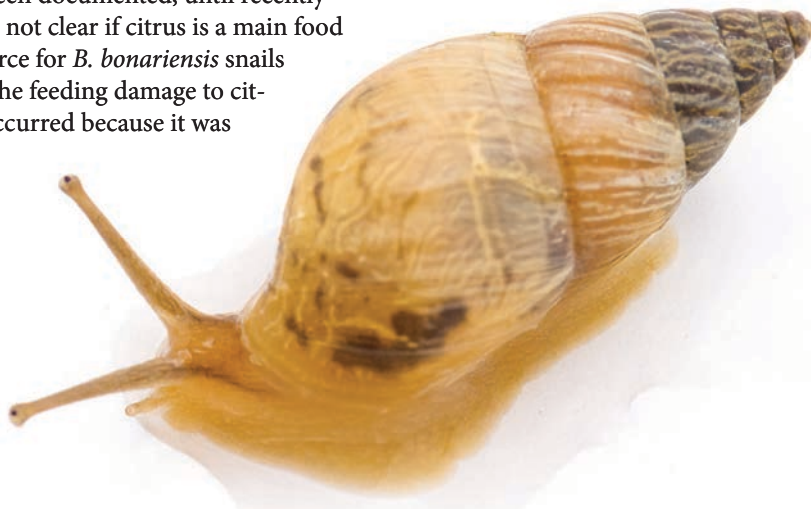 documented, until recently
not clear if citrus is a main food
for B. bonariensis snails
feeding damage to cit-
because it was